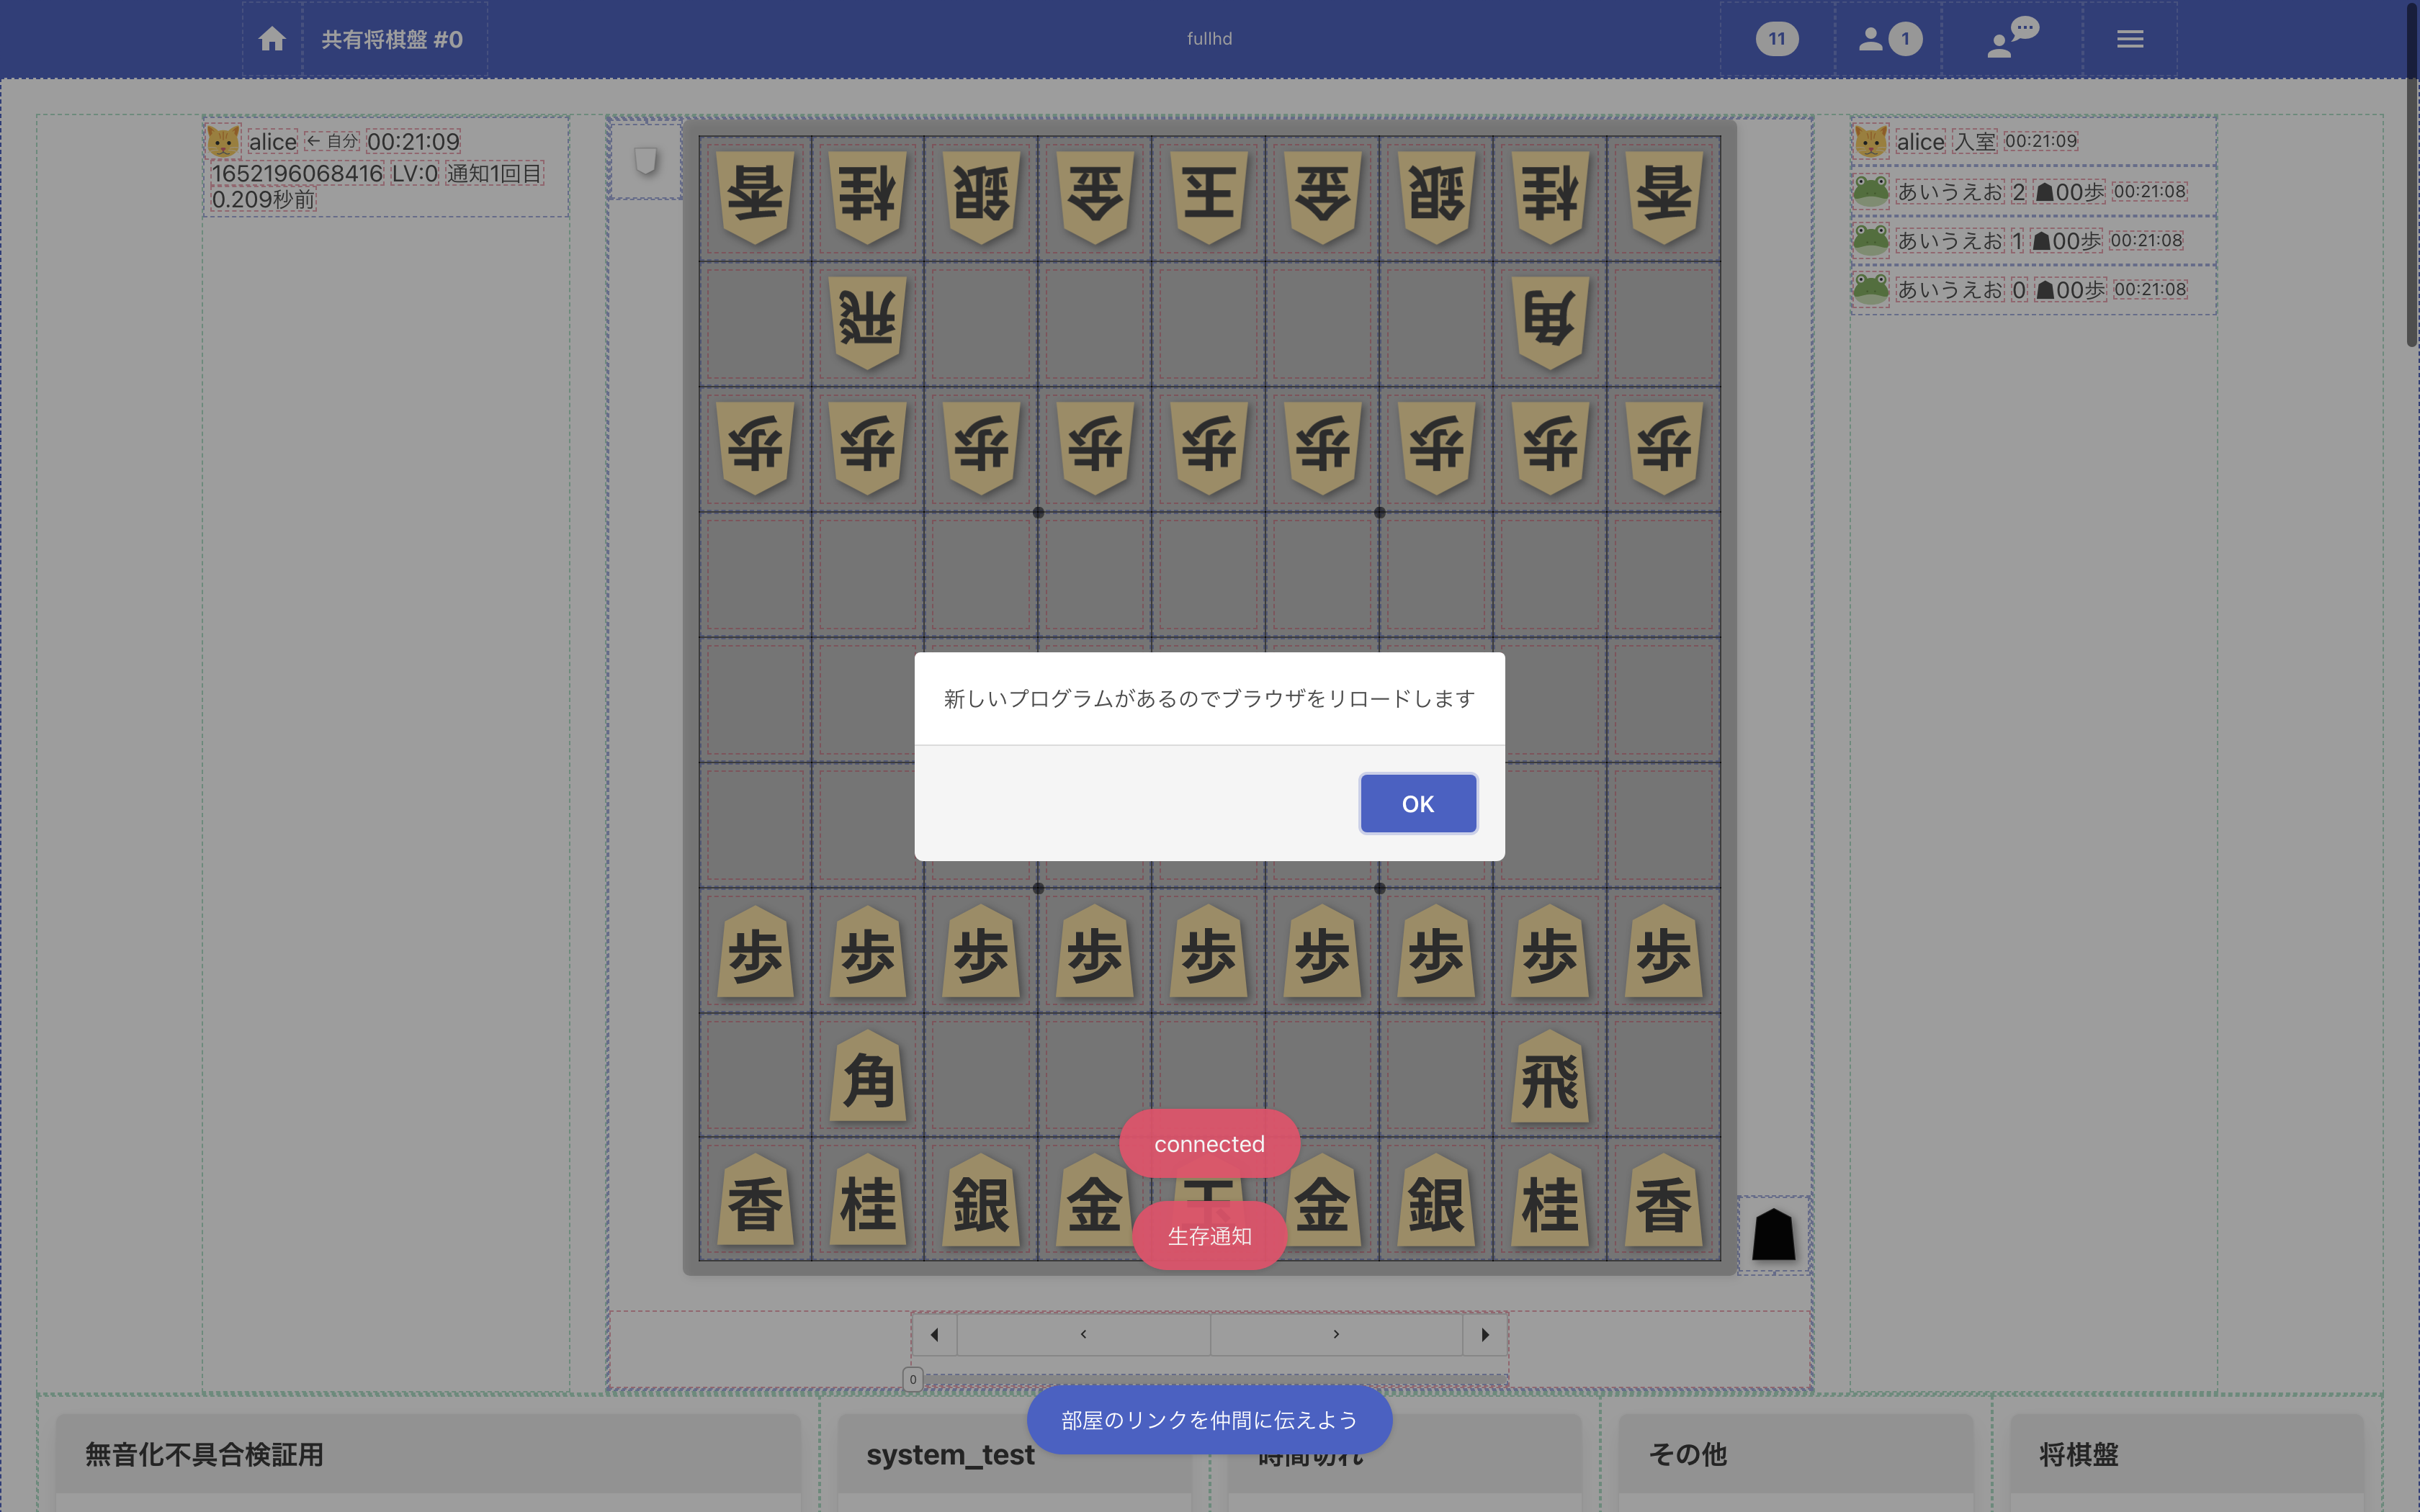 共有将棋盤 #0
fullhd
11
1
alice ← 自分 00:21:09
1652196068416 LV:0 通知1回目
0.209秒前
香 桂 銀 金 王 金 銀 桂 香
飛 角
歩 歩 歩 歩 歩 歩 歩 歩 歩
新しいプログラムがあるのでブラウザをリロードします
OK
歩 歩 歩 歩 歩 歩 歩 歩 歩
角 飛
connected
香 桂 銀 金 玉 金 銀 桂 香
生存通知
0
alice 入室 00:21:09
あいうえお 2 ☗00歩 00:21:08
あいうえお 1 ☗00歩 00:21:08
あいうえお 0 ☗00歩 00:21:08
部屋のリンクを仲間に伝えよう
無音化不具合検証用
system_test
時間切れ
その他
将棋盤